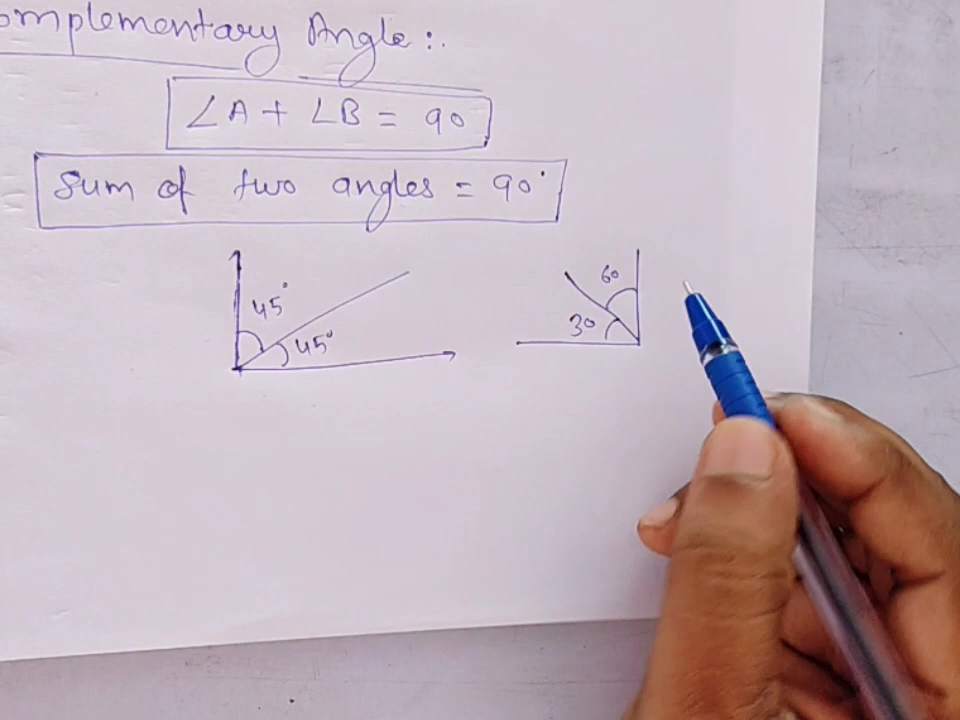 omplementary Angle:.
∠A + ∠B = 90
Sum of two angles = 90°
45°
45°
60
30